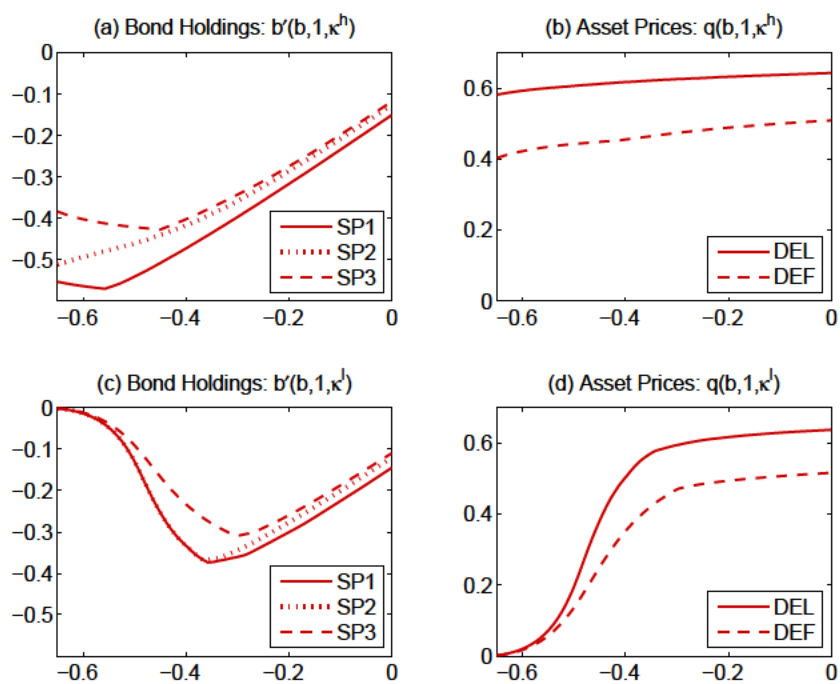 (a) Bond Holdings: b′(b,1,κʰ)
0
−0.1
−0.2
−0.3
−0.4
−0.5
−0.6
−0.4
−0.2
0
SP1
SP2
SP3
(b) Asset Prices: q(b,1,κʰ)
0.6
0.4
0.2
0
−0.6
−0.4
−0.2
0
DEL
DEF
(c) Bond Holdings: b′(b,1,κˡ)
0
−0.1
−0.2
−0.3
−0.4
−0.5
−0.6
−0.4
−0.2
0
SP1
SP2
SP3
(d) Asset Prices: q(b,1,κˡ)
0.6
0.4
0.2
0
−0.6
−0.4
−0.2
0
DEL
DEF